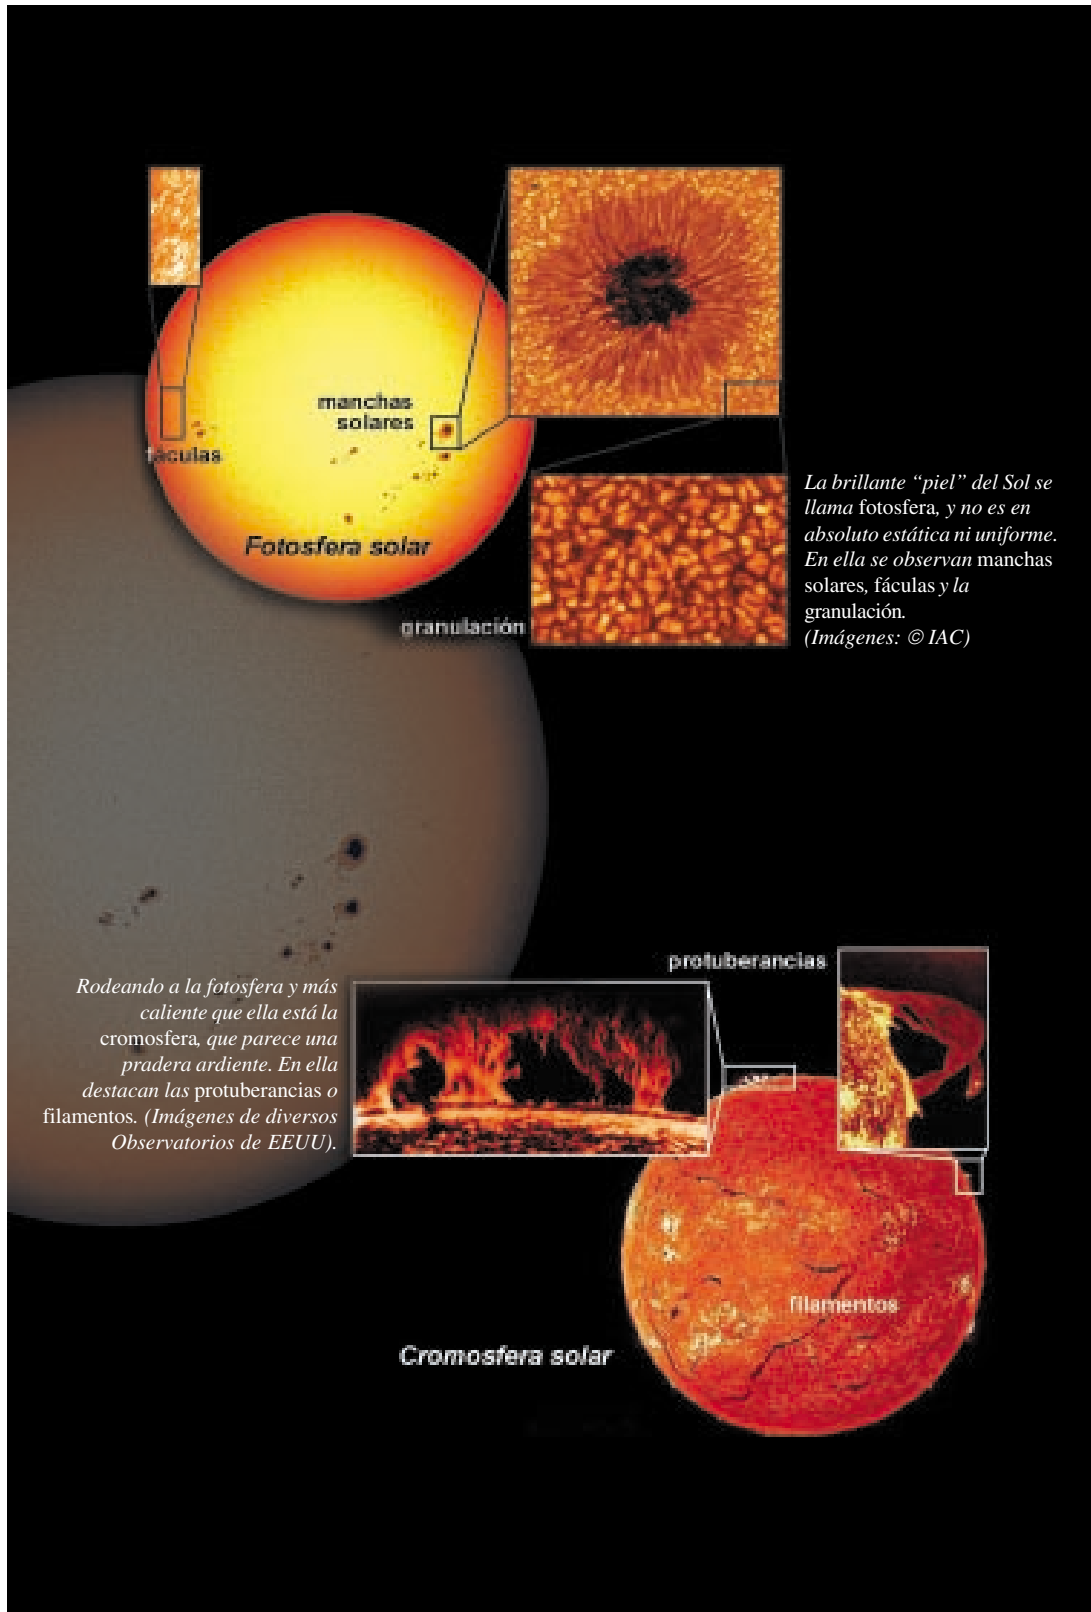 manchas
solares
fáculas
Fotosfera solar
granulación
La brillante “piel” del Sol se
llama fotosfera, y no es en
absoluto estática ni uniforme.
En ella se observan manchas
solares, fáculas y la
granulación.
(Imágenes: © IAC)
protuberancias
Rodeando a la fotosfera y más
caliente que ella está la
cromosfera, que parece una
pradera ardiente. En ella
destacan las protuberancias o
filamentos. (Imágenes de diversos
Observatorios de EEUU).
filamentos
Cromosfera solar